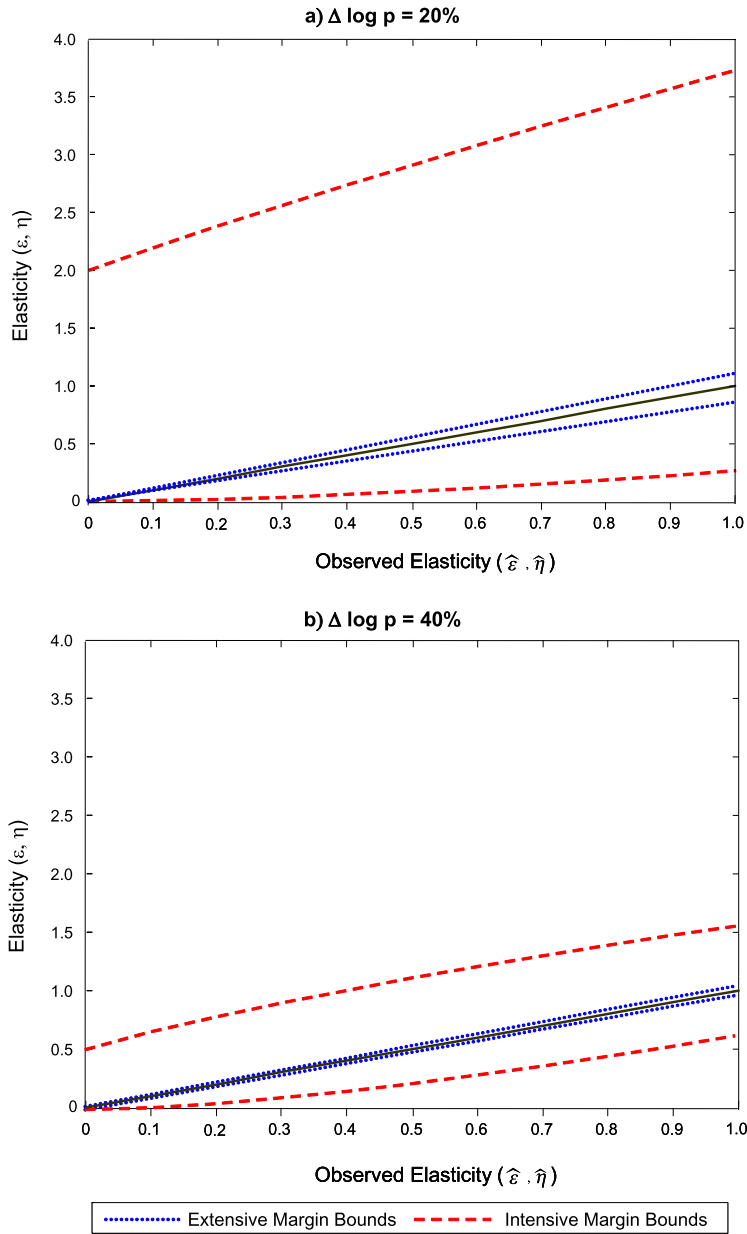 a) Δ log p = 20%
4.0
3.5
3.0
2.5
2.0
1.5
1.0
0.5
0
Elasticity (ε, η)
0 0.1 0.2 0.3 0.4 0.5 0.6 0.7 0.8 0.9 1.0
Observed Elasticity (ε̂ , η̂)
b) Δ log p = 40%
4.0
3.5
3.0
2.5
2.0
1.5
1.0
0.5
0
Elasticity (ε, η)
0 0.1 0.2 0.3 0.4 0.5 0.6 0.7 0.8 0.9 1.0
Observed Elasticity (ε̂ , η̂)
Extensive Margin Bounds Intensive Margin Bounds